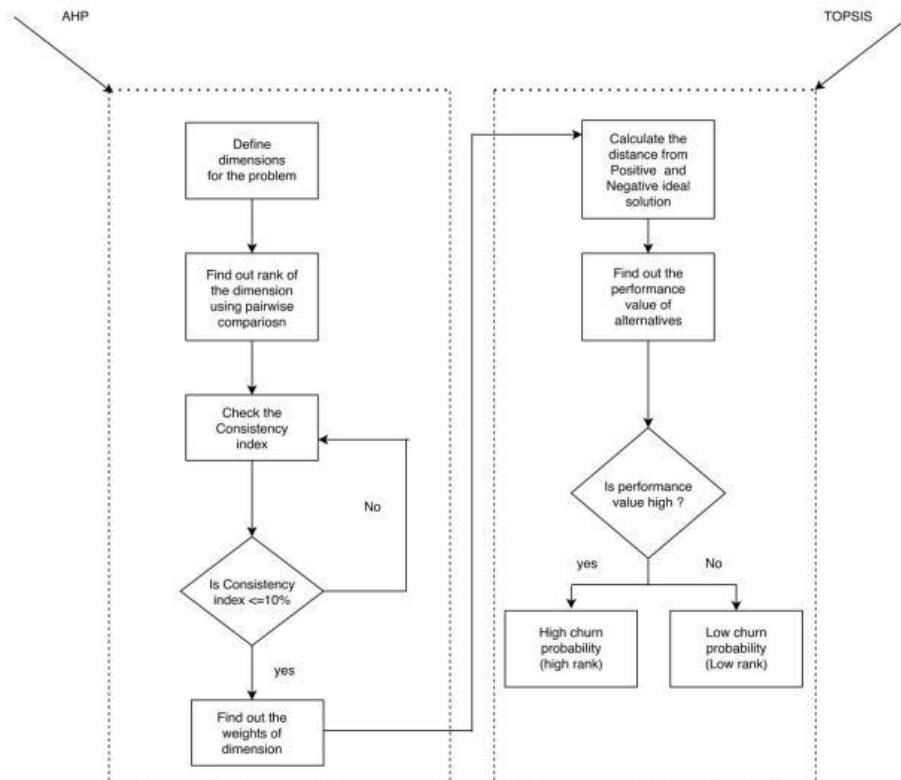 AHP
TOPSIS
Define
dimensions
for the problem
Find out rank of
the dimension
using pairwise
compariosn
Check the
Consistency
index
No
Is Consistency
index <=10%
yes
Find out the
weights of
dimension
Calculate the
distance from
Positive and
Negative ideal
solution
Find out the
performance
value of
alternatives
Is performance
value high ?
yes
No
High churn
probability
(high rank)
Low churn
probability
(Low rank)